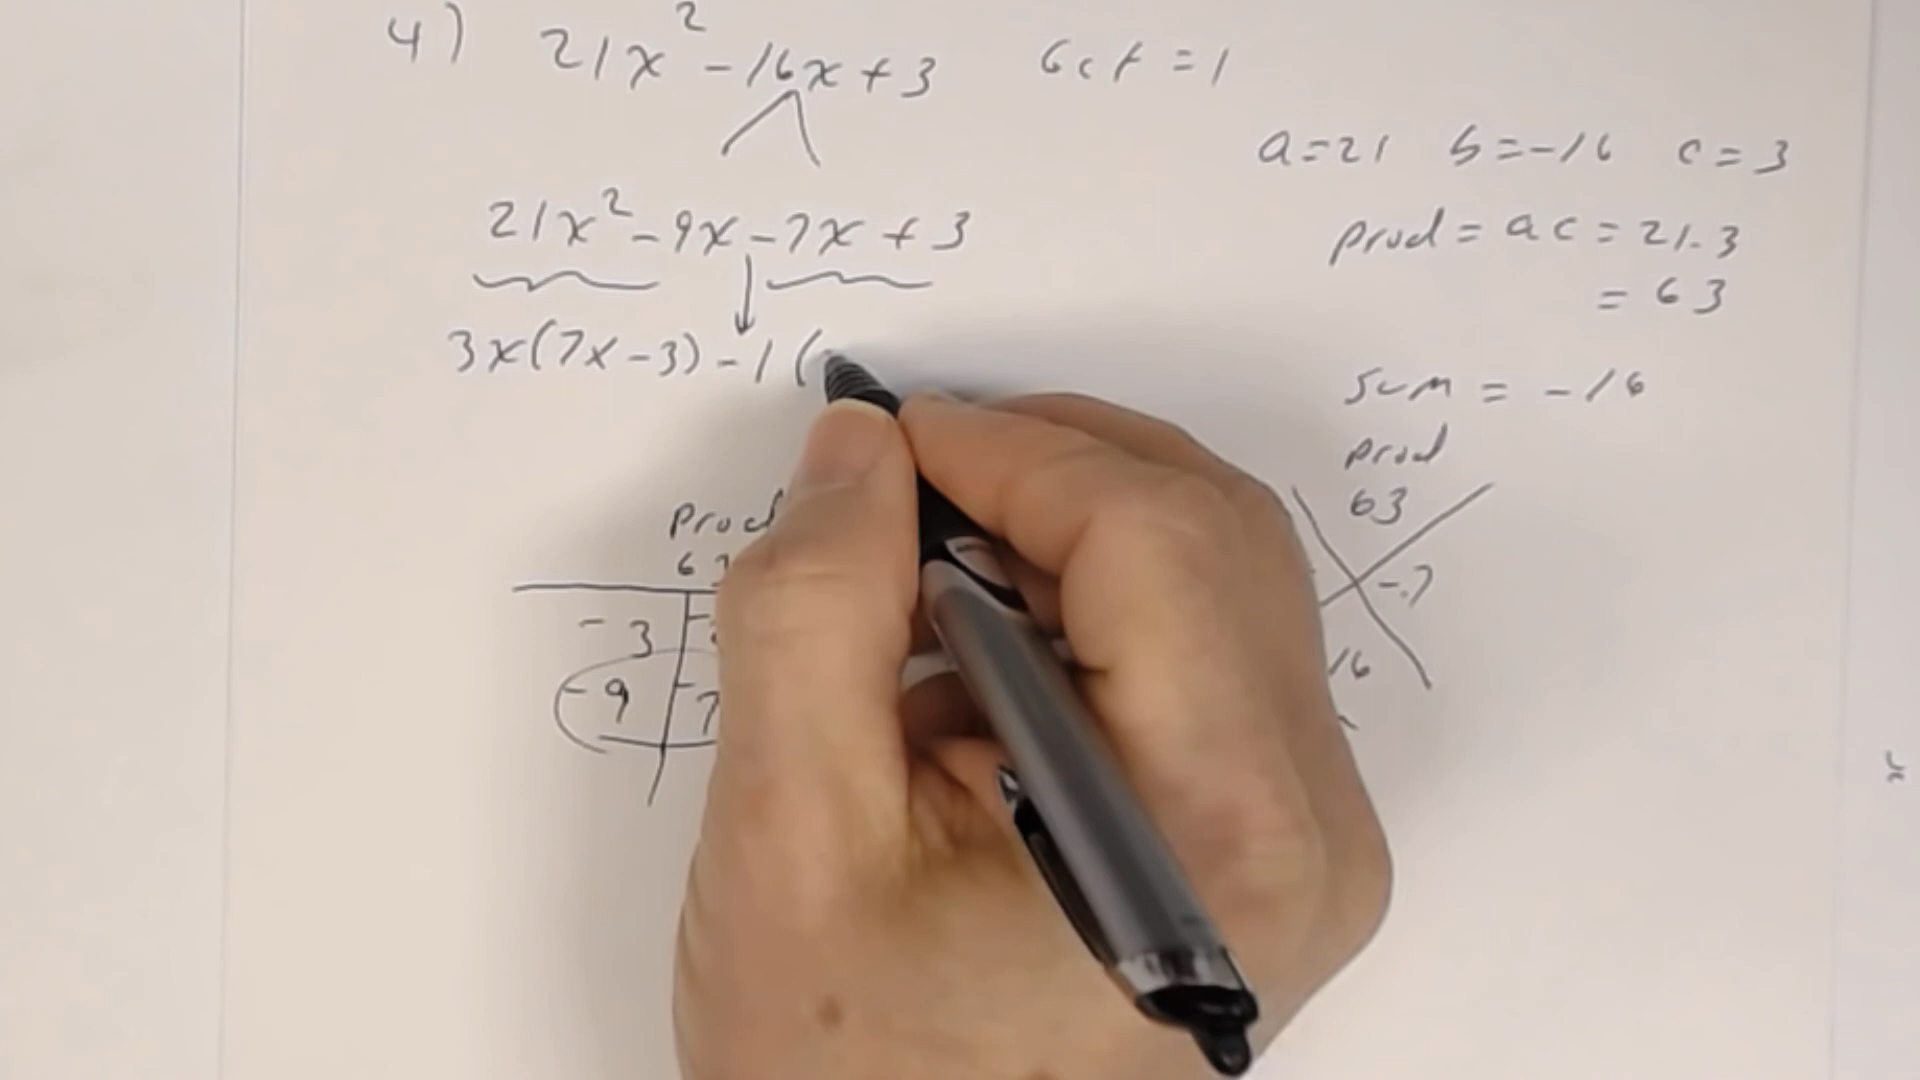 4) 21x² - 16x + 3 GCF = 1
a = 21 b = -16 c = 3
21x² - 9x - 7x + 3
prod = ac = 21·3
= 63
3x(7x - 3) - 1(
sum = -16
prod
63
-7
16
prod
63
-3
-9 -7